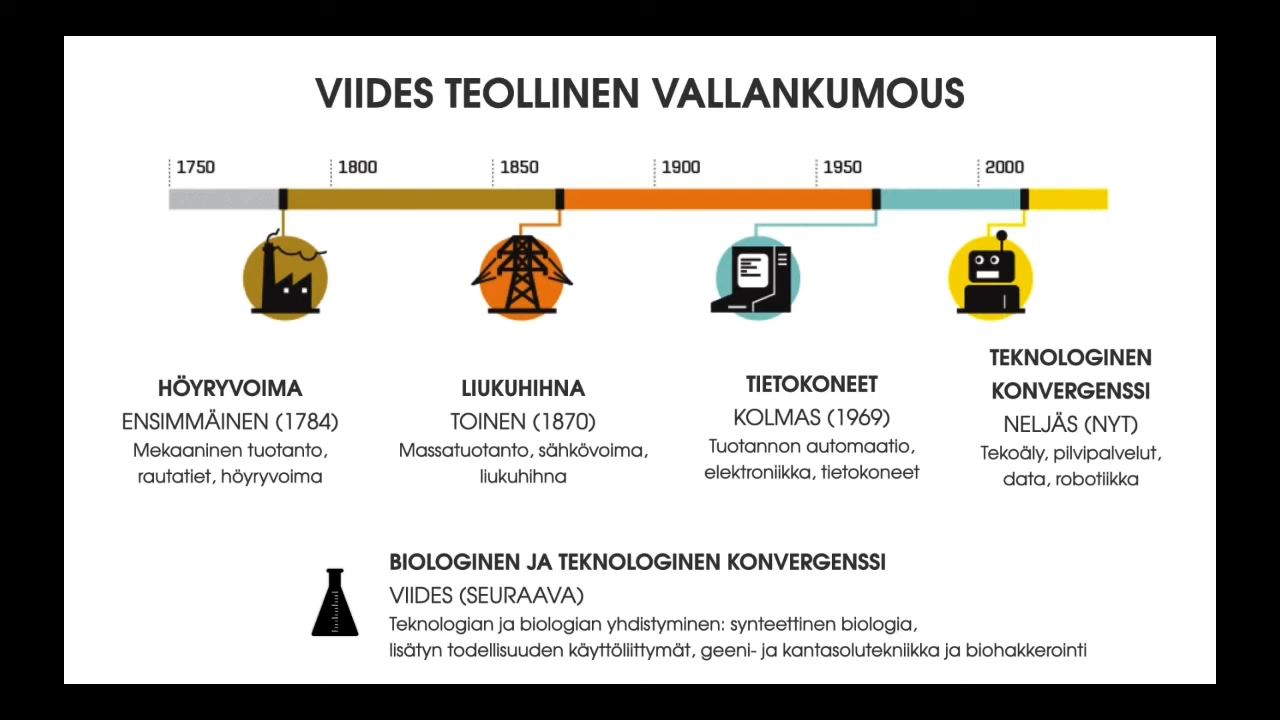 VIIDES TEOLLINEN VALLANKUMOUS
1750
1800
1850
1900
1950
2000
HÖYRYVOIMA
ENSIMMÄINEN (1784)
Mekaaninen tuotanto,
rautatiet, höyryvoima
LIUKUHIHNA
TOINEN (1870)
Massatuotanto, sähkövoima,
liukuhihna
TIETOKONEET
KOLMAS (1969)
Tuotannon automaatio,
elektroniikka, tietokoneet
TEKNOLOGINEN
KONVERGENSSI
NELJÄS (NYT)
Tekoäly, pilvipalvelut,
data, robotiikka
BIOLOGINEN JA TEKNOLOGINEN KONVERGENSSI
VIIDES (SEURAAVA)
Teknologian ja biologian yhdistyminen: synteettinen biologia,
lisätyn todellisuuden käyttöliittymät, geeni- ja kantasolutekniikka ja biohakkerointi